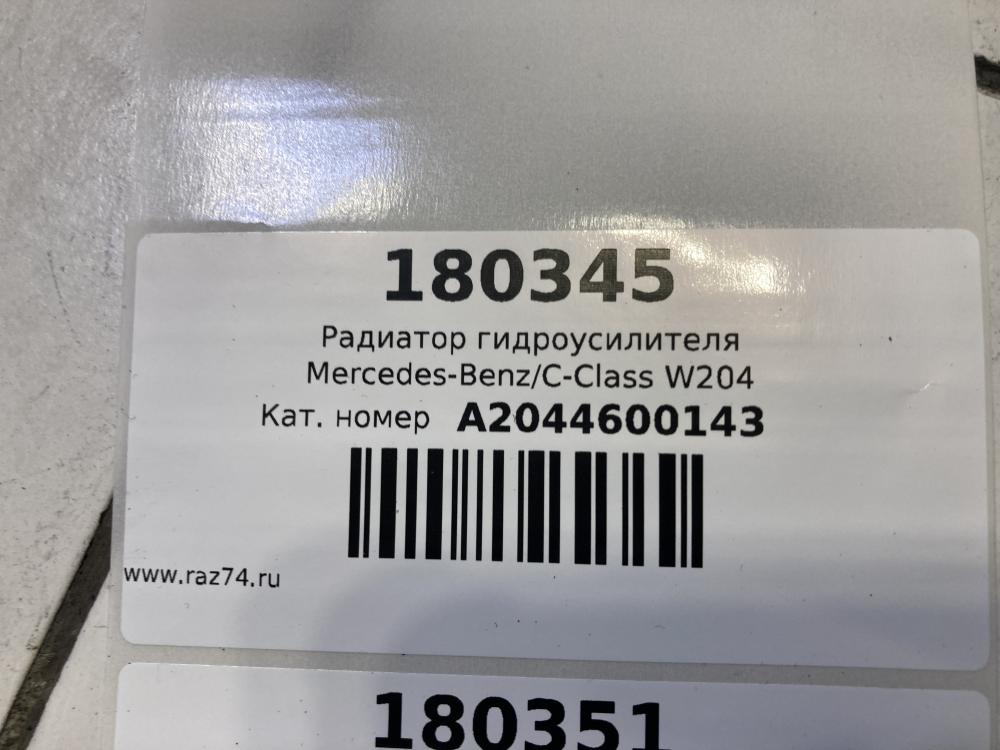 180345
Радиатор гидроусилителя
Mercedes-Benz/C-Class W204
Кат. номер A2044600143
www.raz74.ru
180351